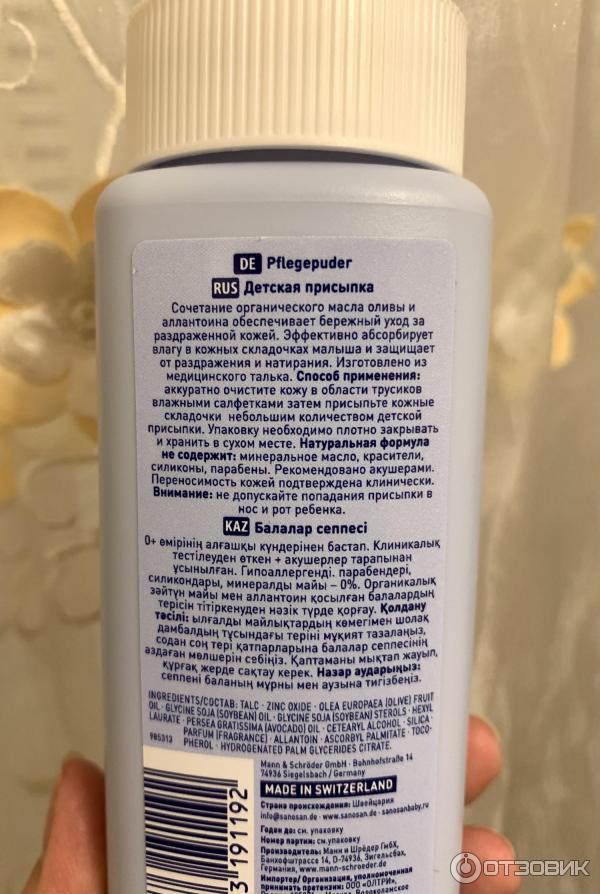 DE Pflegepuder
RUS Детская присыпка
Сочетание органического масла оливы и
аллантоина обеспечивает бережный уход за
раздраженной кожей. Эффективно абсорбирует
влагу в кожных складочках малыша и защищает
от раздражения и натирания. Изготовлено из
медицинского талька. Способ применения:
аккуратно очистите кожу в области трусиков
влажными салфетками затем присыпьте кожные
складочки небольшим количеством детской
присыпки. Упаковку необходимо плотно закрывать
и хранить в сухом месте. Натуральная формула
не содержит: минеральное масло, красители,
силиконы, парабены. Рекомендовано акушерами.
Переносимость кожей подтверждена клинически.
Внимание: не допускайте попадания присыпки в
нос и рот ребенка.
KAZ Балалар сеппесі
0+ өмірінің алғашқы күндерінен бастап. Клиникалық
тестілеуден өткен + акушерлер тарапынан
ұсынылған. Гипоаллергенді. парабендері,
силикондары, минералды майы – 0%. Органикалық
зәйтүн майы мен аллантоин қосылған балалардың
терісін тітіркенуден нәзік түрде қорғау. Қолдану
тәсілі: ылғалды майлықтардың көмегімен шолақ
дамбалдың тұсындағы теріні мұқият тазалаңыз,
содан соң тері қатпарларына балалар сеппесінің
аздаған мөлшерін себіңіз. Қаптаманы мықтап жауып,
құрғақ жерде сақтау керек. Назар аударыңыз:
сеппені баланың мұрны мен аузына тигізбеңіз.
INGREDIENTS/СОСТАВ: TALC · ZINC OXIDE · OLEA EUROPAEA (OLIVE) FRUIT
OIL · GLYCINE SOJA (SOYBEAN) OIL · GLYCINE SOJA (SOYBEAN) STEROLS · HEXYL
LAURATE · PERSEA GRATISSIMA (AVOCADO) OIL · CETEARYL ALCOHOL · SILICA ·
PARFUM (FRAGRANCE) · ALLANTOIN · ASCORBYL PALMITATE · TOCO-
985313 PHEROL · HYDROGENATED PALM GLYCERIDES CITRATE.
Mann & Schröder GmbH · Bahnhofstraße 14
74936 Siegelsbach / Germany
MADE IN SWITZERLAND
Страна происхождения: Швейцария
info@sanosan.de · www.sanosan.de · sanosanbaby.ru
Годен до: см. упаковку
Номер партии: см. упаковку
Производитель: Манн и Шрёдер ГмбХ,
Банхофштрассе 14, D-74936, Зигельсбах,
Германия, www.mann-schroeder.de
Импортер/ Организация, уполномоченная
принимать претензии: ООО «ОЛТРИ»,
3 191192
ОТЗОВИК